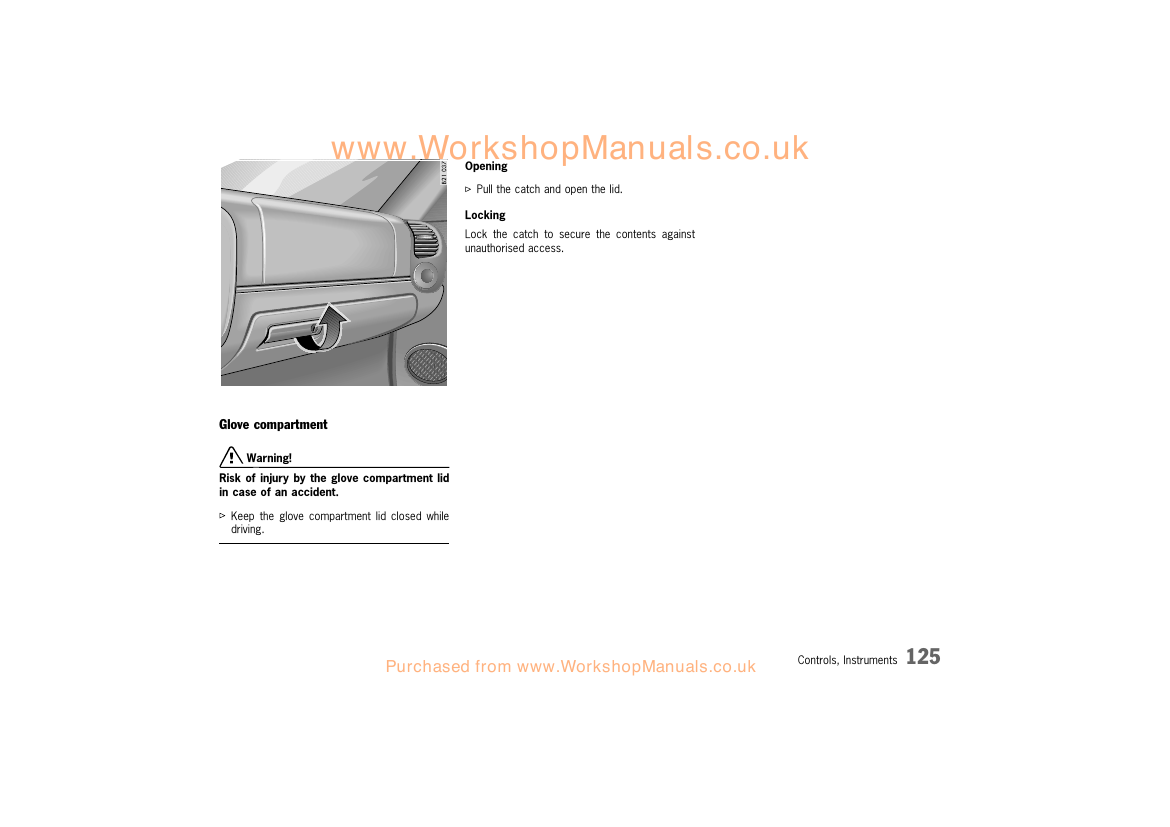 www.WorkshopManuals.co.uk
821 037
Glove compartment
Warning!
Risk of injury by the glove compartment lid
in case of an accident.
⊳ Keep the glove compartment lid closed while
driving.
Opening
⊳ Pull the catch and open the lid.
Locking
Lock the catch to secure the contents against
unauthorised access.
Controls, Instruments 125
Purchased from www.WorkshopManuals.co.uk